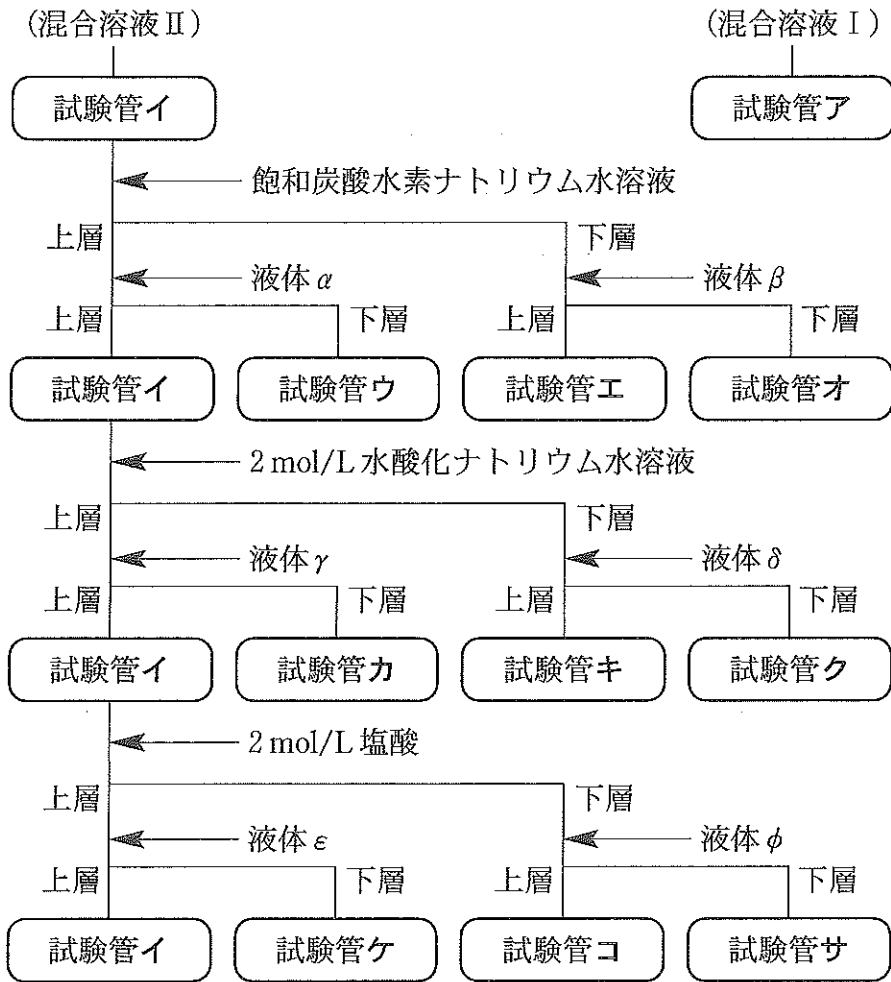 (混合溶液Ⅱ) (混合溶液Ⅰ)
試験管イ 試験管ア
飽和炭酸水素ナトリウム水溶液
上層 下層
液体α 液体β
上層 下層 上層 下層
試験管イ 試験管ウ 試験管エ 試験管オ
2 mol/L 水酸化ナトリウム水溶液
上層 下層
液体γ 液体δ
上層 下層 上層 下層
試験管イ 試験管カ 試験管キ 試験管ク
2 mol/L 塩酸
上層 下層
液体ε 液体φ
上層 下層 上層 下層
試験管イ 試験管ケ 試験管コ 試験管サ